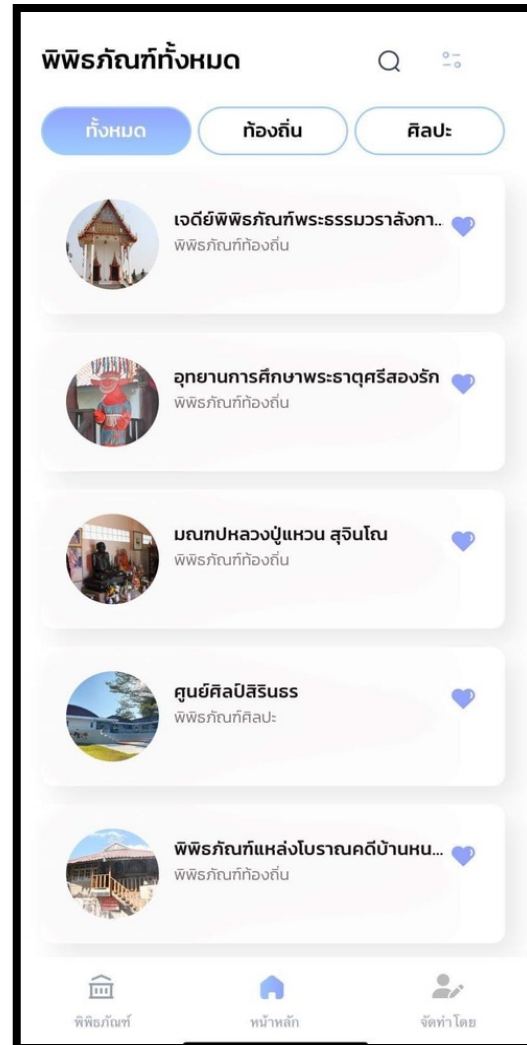 พิพิธภัณฑ์ทั้งหมด
ทั้งหมด
ท้องถิ่น
ศิลปะ
เจดีย์พิพิธภัณฑ์พระธรรมวราลังกา...
พิพิธภัณฑ์ท้องถิ่น
อุทยานการศึกษาพระธาตุศรีสองรัก
พิพิธภัณฑ์ท้องถิ่น
มณฑปหลวงปู่แหวน สุจินโณ
พิพิธภัณฑ์ท้องถิ่น
ศูนย์ศิลป์สิรินธร
พิพิธภัณฑ์ศิลปะ
พิพิธภัณฑ์แหล่งโบราณคดีบ้านหน...
พิพิธภัณฑ์ท้องถิ่น
พิพิธภัณฑ์
หน้าหลัก
จัดทำโดย